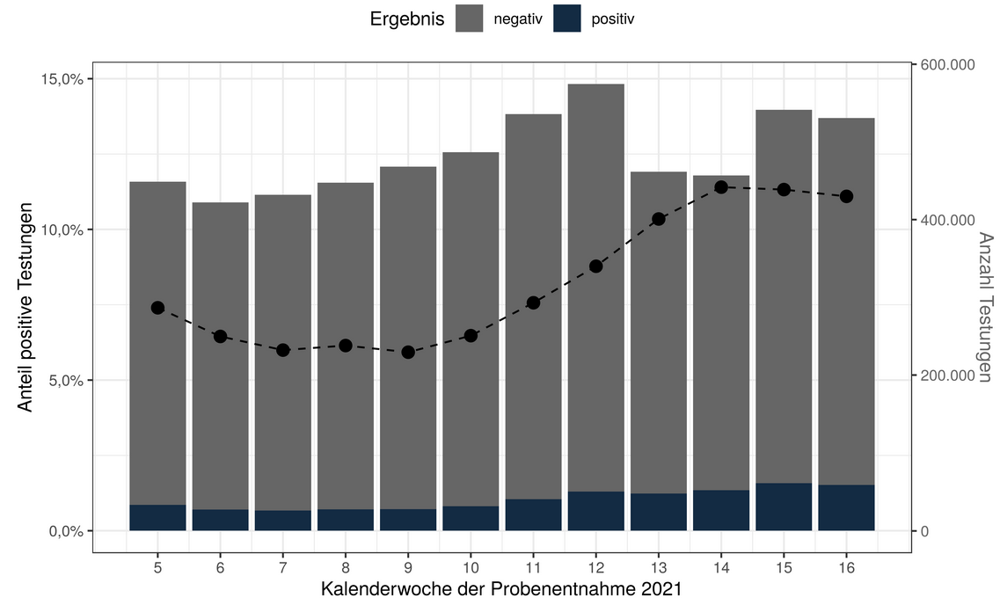 Ergebnis negativ positiv
15,0%
10,0%
5,0%
0,0%
Anteil positive Testungen
600.000
400.000
200.000
0
Anzahl Testungen
5 6 7 8 9 10 11 12 13 14 15 16
Kalenderwoche der Probenentnahme 2021